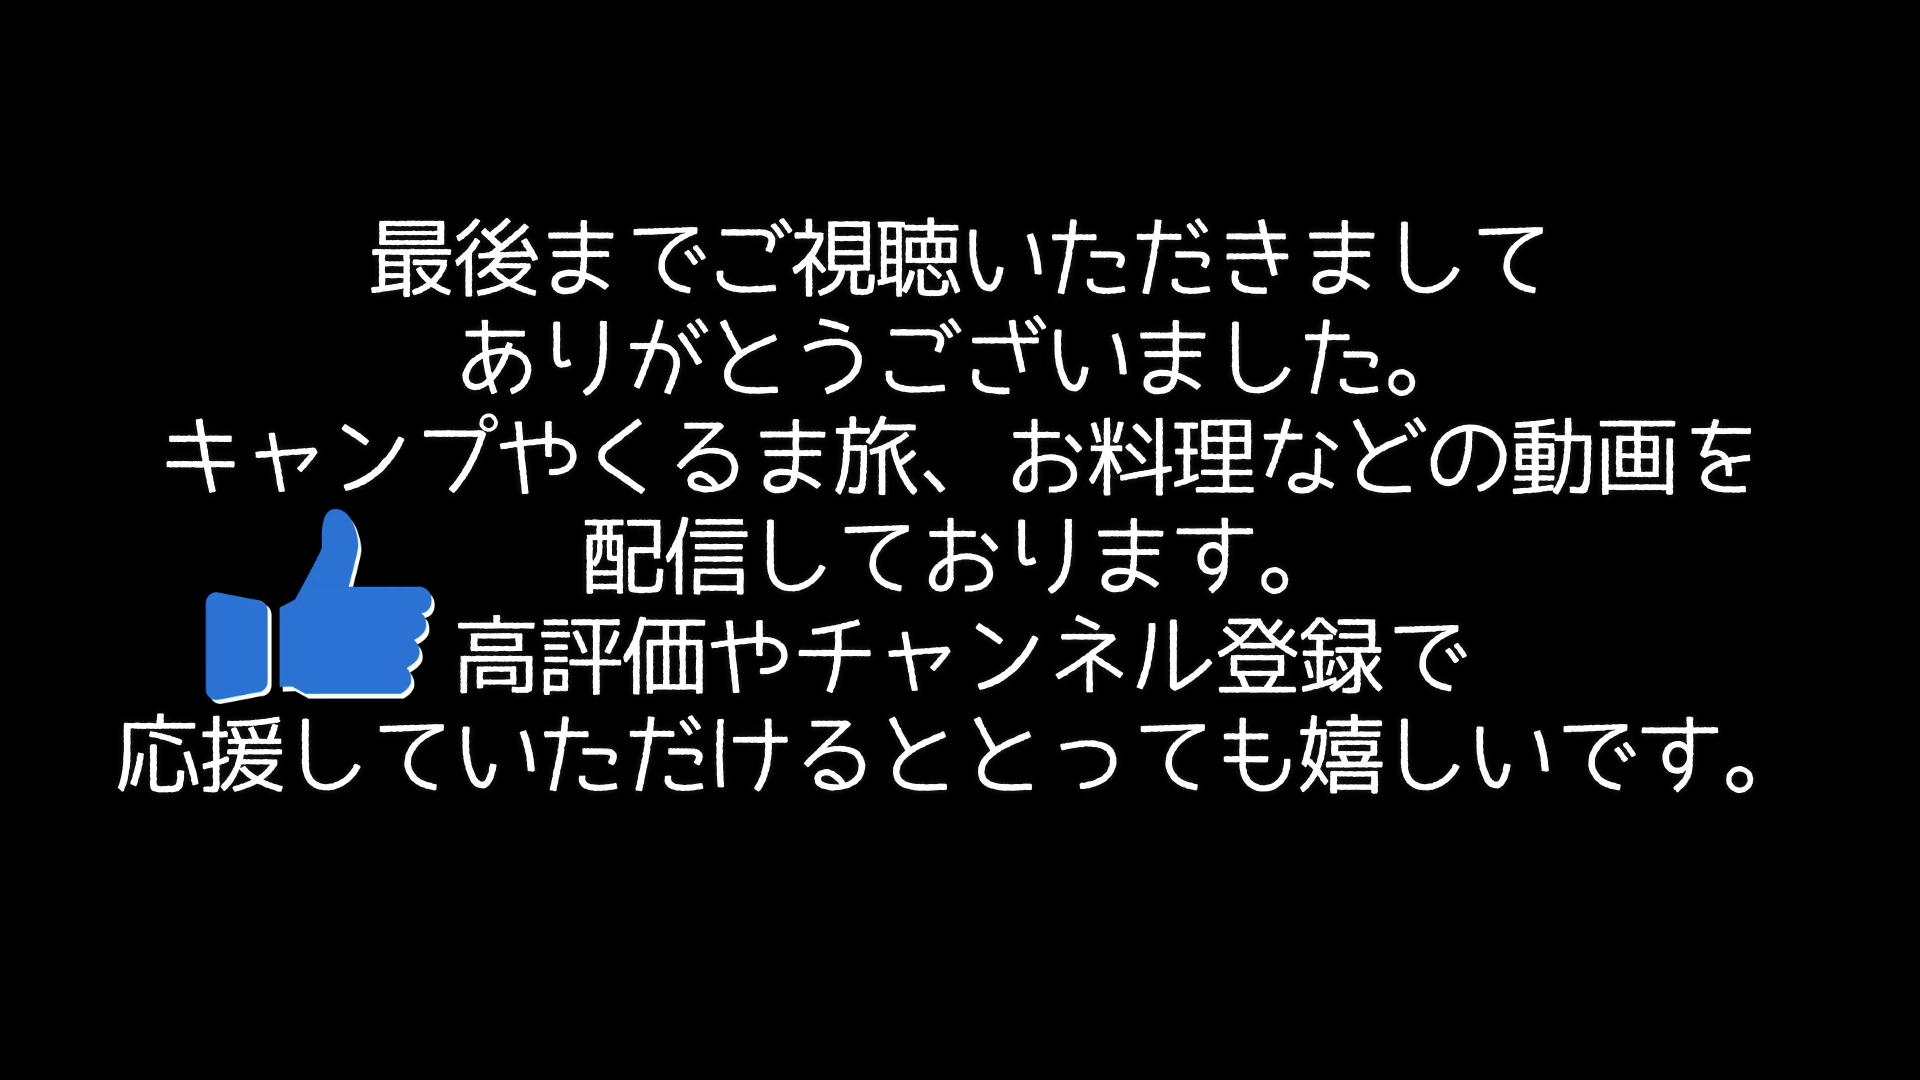 最後までご視聴いただきまして
ありがとうございました。
キャンプやくるま旅、お料理などの動画を
配信しております。
高評価やチャンネル登録で
応援していただけるととっても嬉しいです。